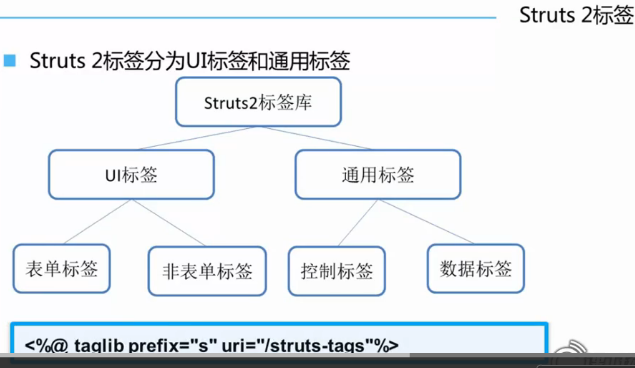 Struts 2标签
Struts 2标签分为UI标签和通用标签
Struts2标签库
UI标签
通用标签
表单标签
非表单标签
控制标签
数据标签
<%@ taglib prefix="s" uri="/struts-tags"%>